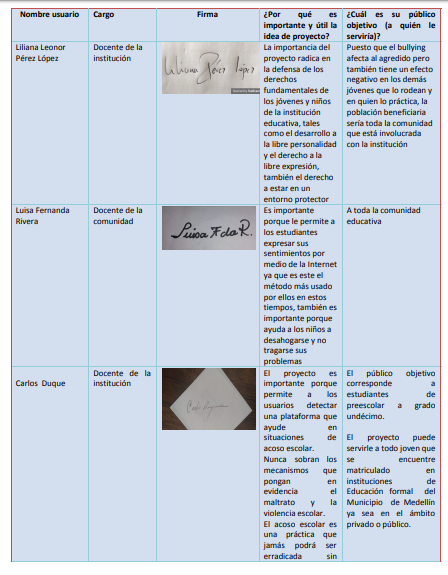 Nombre usuario
Cargo
Firma
¿Por qué es
importante y útil la
idea de proyecto?
¿Cuál es su público
objetivo (a quién le
serviría)?
Liliana Leonor
Pérez López
Docente de la
institución
Liliana Pérez López
La importancia del
proyecto radica en
la defensa de los
derechos
fundamentales de
los jóvenes y niños
de la institución
educativa, tales
como el desarrollo a
la libre personalidad
y el derecho a la
libre expresión,
también el derecho
a estar en un
entorno protector
Puesto que el bullying
afecta al agredido pero
también tiene un efecto
negativo en los demás
jóvenes que lo rodean y
en quien lo práctica, la
población beneficiaria
sería toda la comunidad
que está involucrada
con la institución
Luisa Fernanda
Rivera
Docente de la
comunidad
Luisa Fda R.
Es importante
porque le permite a
los estudiantes
expresar sus
sentimientos por
medio de la Internet
ya que es este el
método más usado
por ellos en estos
tiempos, también es
importante porque
ayuda a los niños a
desahogarse y no
tragarse sus
problemas
A toda la comunidad
educativa
Carlos Duque
Docente de la
institución
El proyecto es
importante porque
permite a los
usuarios detectar
una plataforma que
ayude en
situaciones de
acoso escolar.
Nunca sobran los
mecanismos que
pongan en
evidencia el
maltrato y la
violencia escolar.
El acoso escolar es
una práctica que
jamás podrá ser
erradicada sin
El público objetivo
corresponde a
estudiantes de
preescolar a grado
undécimo.
El proyecto puede
servirle a todo joven que
se encuentre
matriculado en
instituciones de
Educación formal del
Municipio de Medellín
ya sea en el ámbito
privado o público.